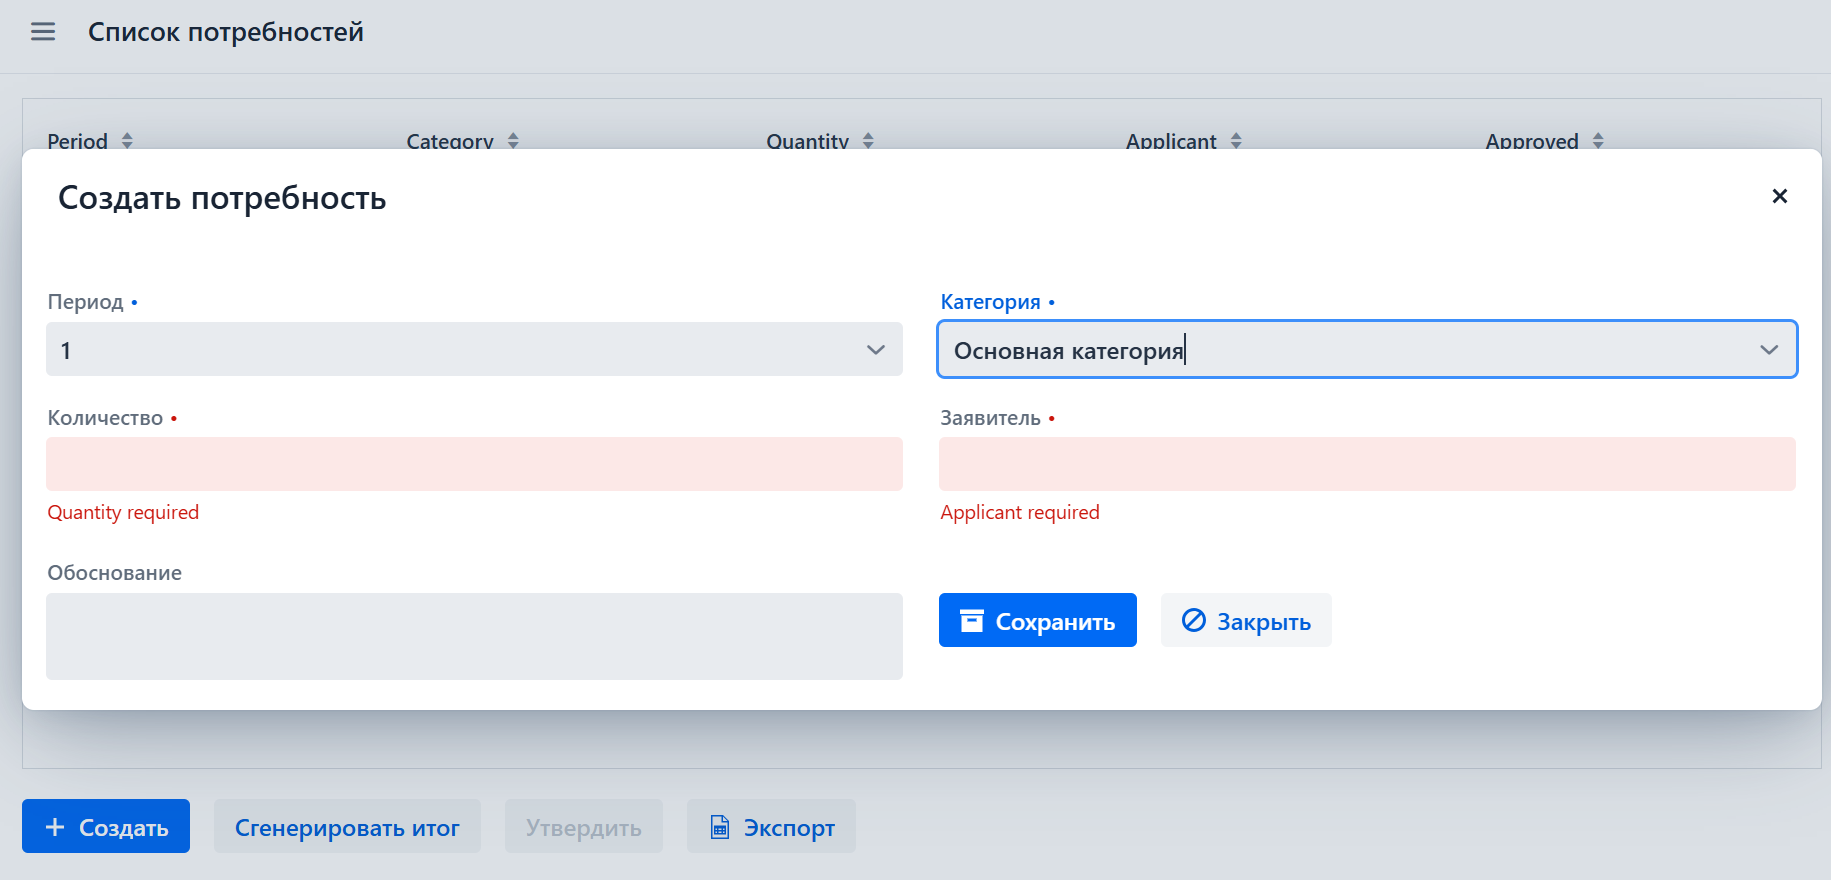 Список потребностей
Period Category Quantity Applicant Approved
Создать потребность
Период • Категория •
1 Основная категория
Количество • Заявитель •
Quantity required Applicant required
Обоснование
Сохранить Закрыть
Создать Сгенерировать итог Утвердить Экспорт